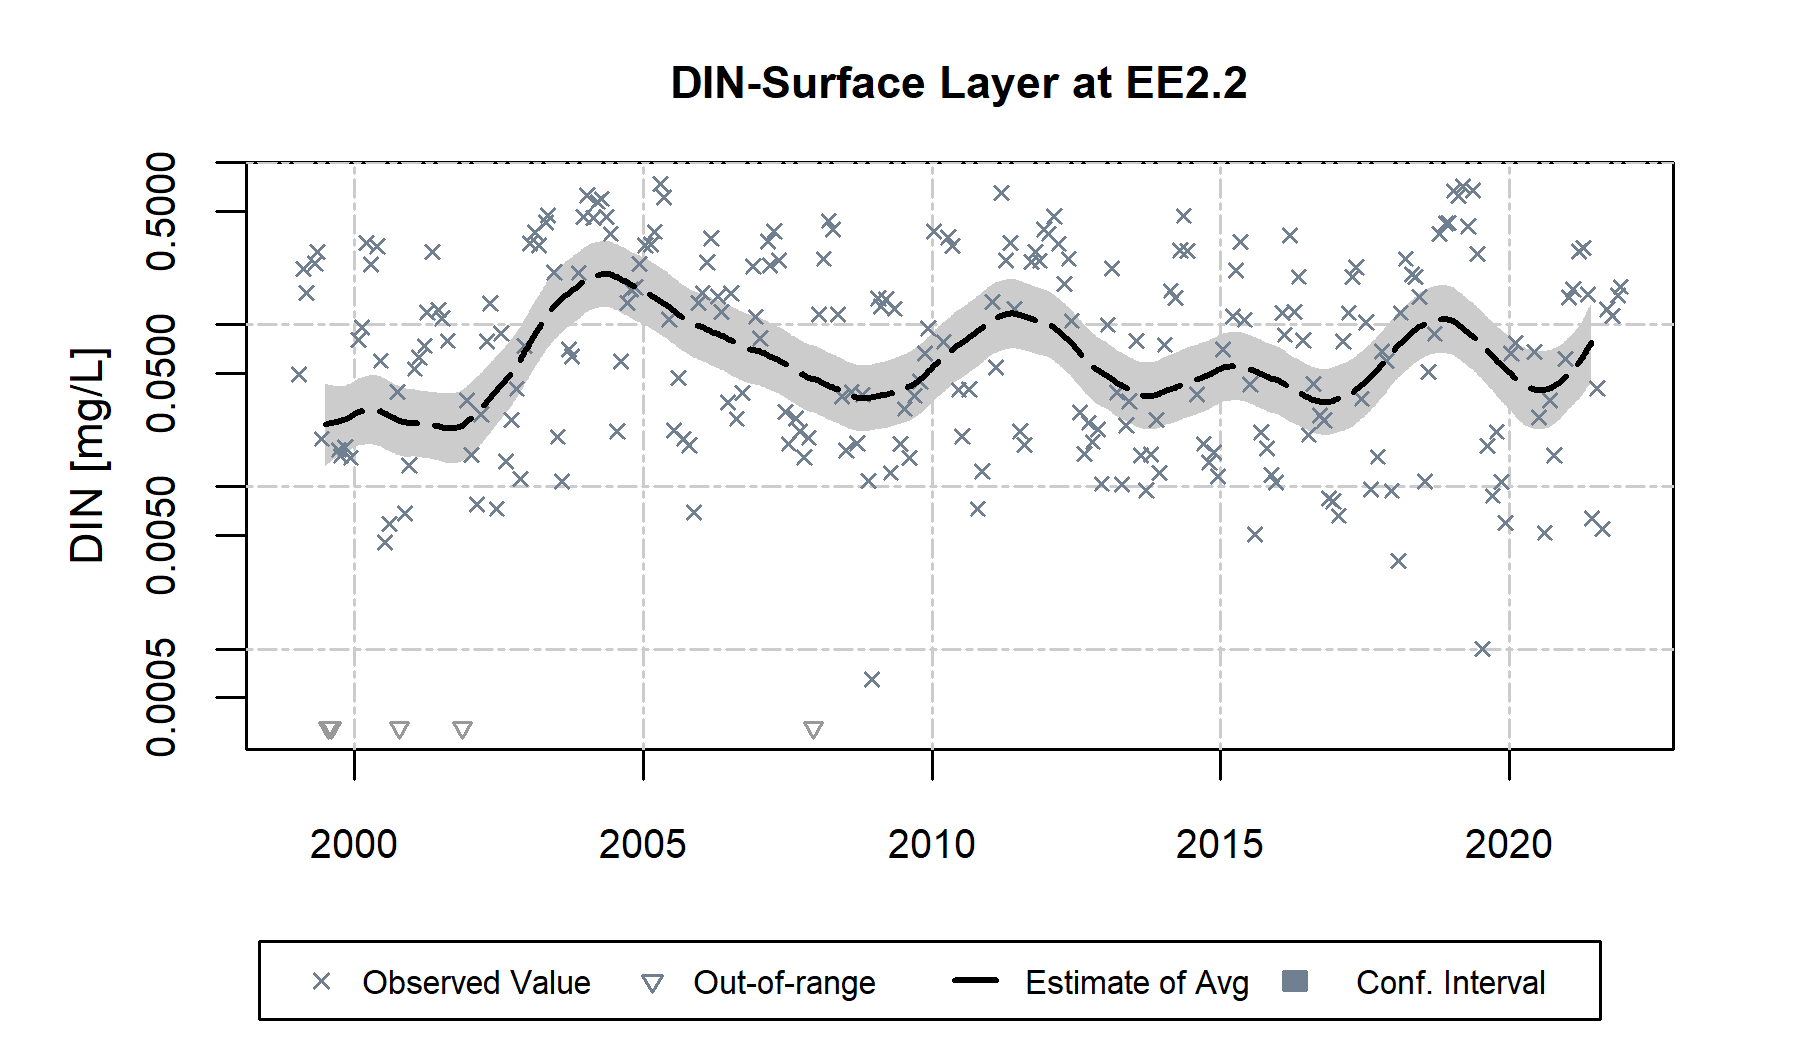 DIN-Surface Layer at EE2.2
DIN [mg/L]
0.5000
0.0500
0.0050
0.0005
2000 2005 2010 2015 2020
Observed Value Out-of-range Estimate of Avg Conf. Interval